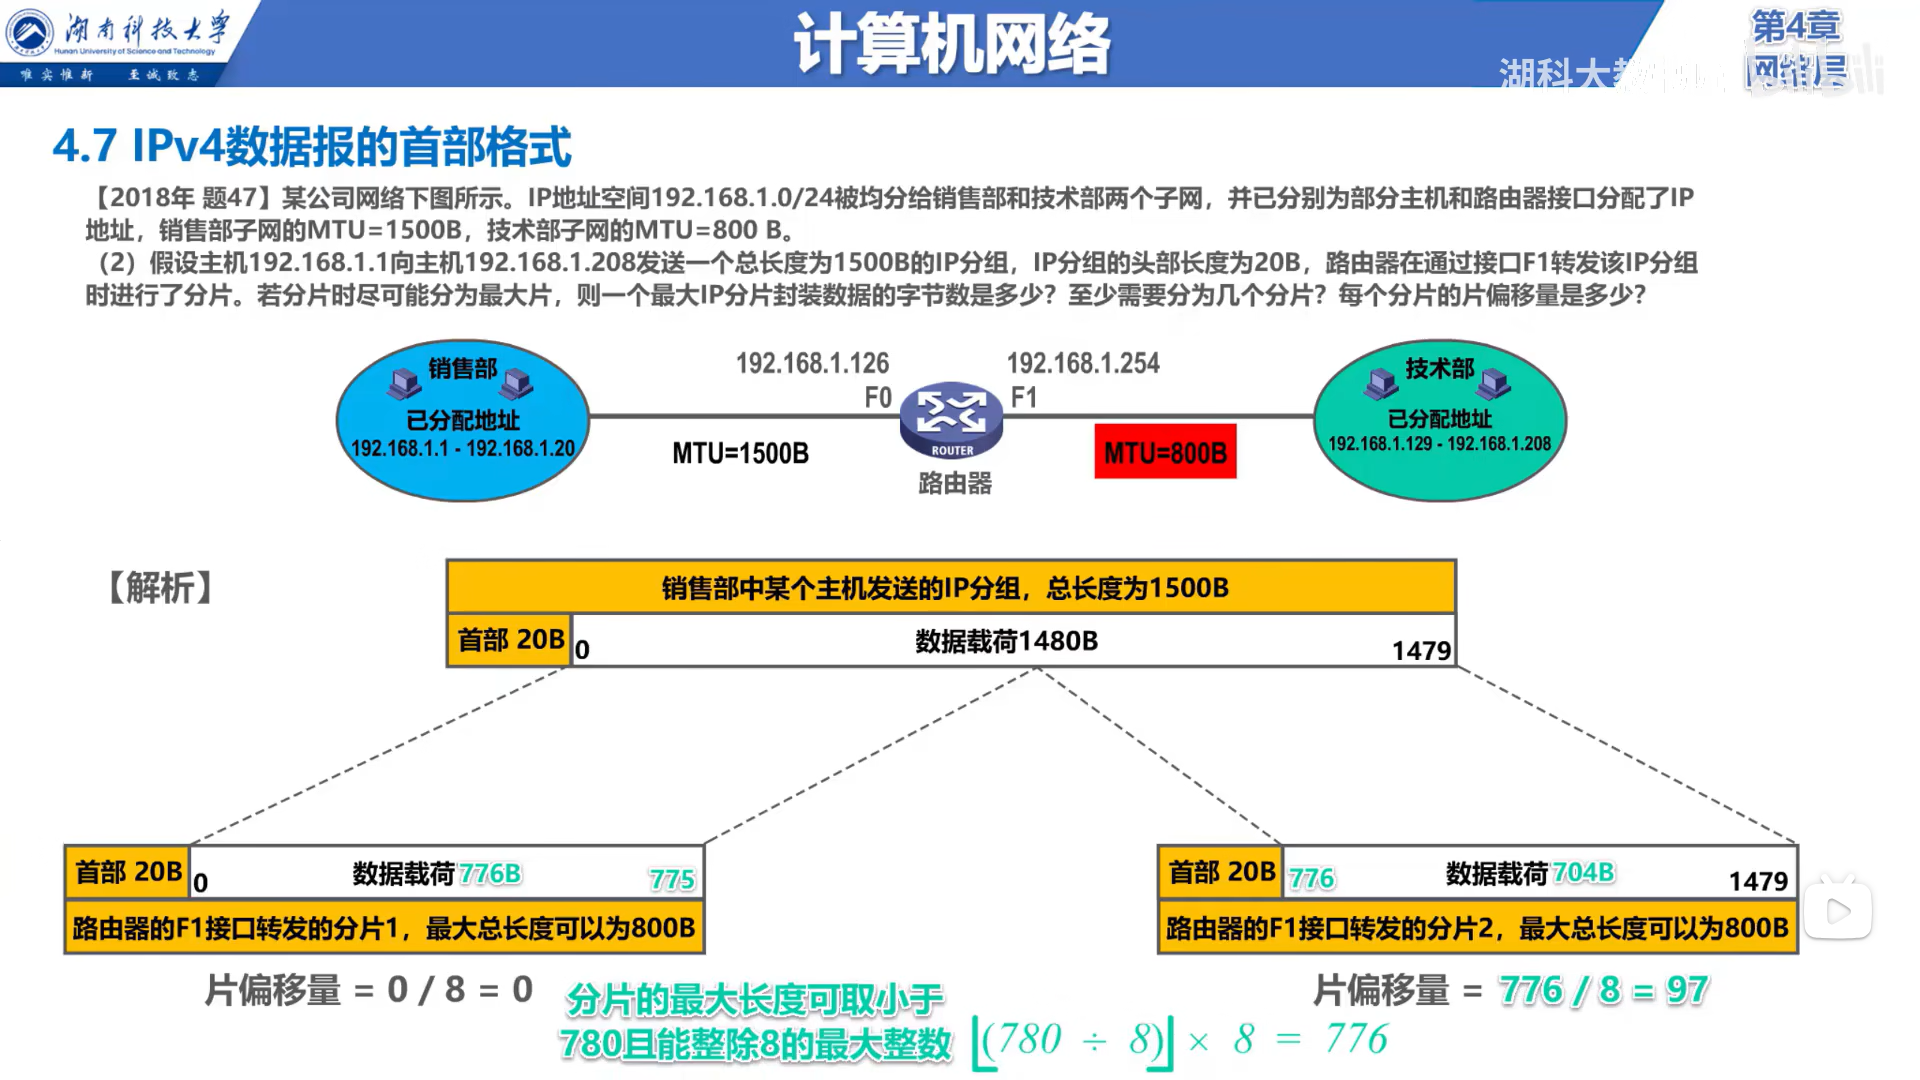 湖南科技大学
Hunan University of Science and Technology
唯实惟新 至诚致志
计算机网络
第4章
网络层
湖科大教
4.7 IPv4数据报的首部格式
【2018年 题47】某公司网络下图所示。IP地址空间192.168.1.0/24被均分给销售部和技术部两个子网，并已分别为部分主机和路由器接口分配了IP
地址，销售部子网的MTU=1500B，技术部子网的MTU=800 B。
（2）假设主机192.168.1.1向主机192.168.1.208发送一个总长度为1500B的IP分组，IP分组的头部长度为20B，路由器在通过接口F1转发该IP分组
时进行了分片。若分片时尽可能分为最大片，则一个最大IP分片封装数据的字节数是多少？至少需要分为几个分片？每个分片的片偏移量是多少？
销售部
已分配地址
192.168.1.1 - 192.168.1.20
192.168.1.126
F0
MTU=1500B
ROUTER
路由器
192.168.1.254
F1
MTU=800B
技术部
已分配地址
192.168.1.129 - 192.168.1.208
【解析】
销售部中某个主机发送的IP分组，总长度为1500B
首部 20B 0 数据载荷1480B 1479
首部 20B 0 数据载荷 776B 775
路由器的F1接口转发的分片1，最大总长度可以为800B
片偏移量 = 0 / 8 = 0
首部 20B 776 数据载荷 704B 1479
路由器的F1接口转发的分片2，最大总长度可以为800B
片偏移量 = 776 / 8 = 97
分片的最大长度可取小于
780且能整除8的最大整数 ⌊(780 ÷ 8)⌋ × 8 = 776